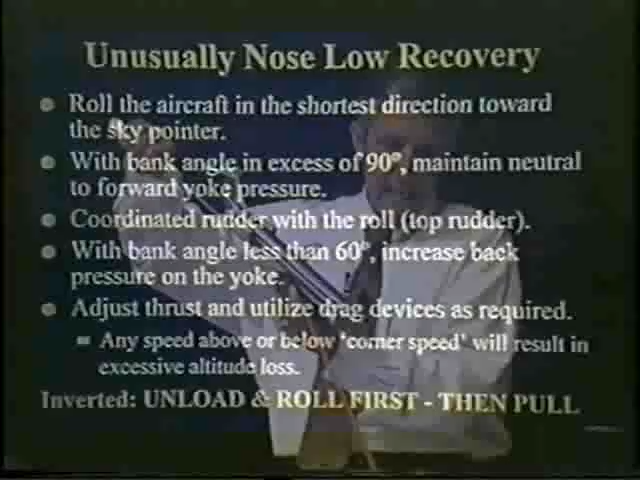 Unusually Nose Low Recovery
Roll the aircraft in the shortest direction toward
the sky pointer.
With bank angle in excess of 90°, maintain neutral
to forward yoke pressure.
Coordinated rudder with the roll (top rudder).
With bank angle less than 60°, increase back
pressure on the yoke.
Adjust thrust and utilize drag devices as required.
Any speed above or below 'corner speed' will result in
excessive altitude loss.
Inverted: UNLOAD & ROLL FIRST - THEN PULL